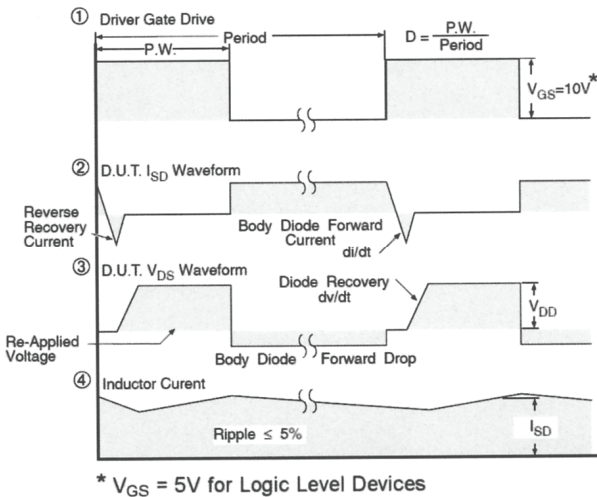 ① Driver Gate Drive
Period
P.W.
D = P.W. / Period
V_GS=10V*
② D.U.T. I_SD Waveform
Reverse
Recovery
Current
Body Diode Forward
Current
di/dt
③ D.U.T. V_DS Waveform
Diode Recovery
dv/dt
V_DD
Re-Applied
Voltage
Body Diode Forward Drop
④ Inductor Curent
Ripple ≤ 5%
I_SD
* V_GS = 5V for Logic Level Devices